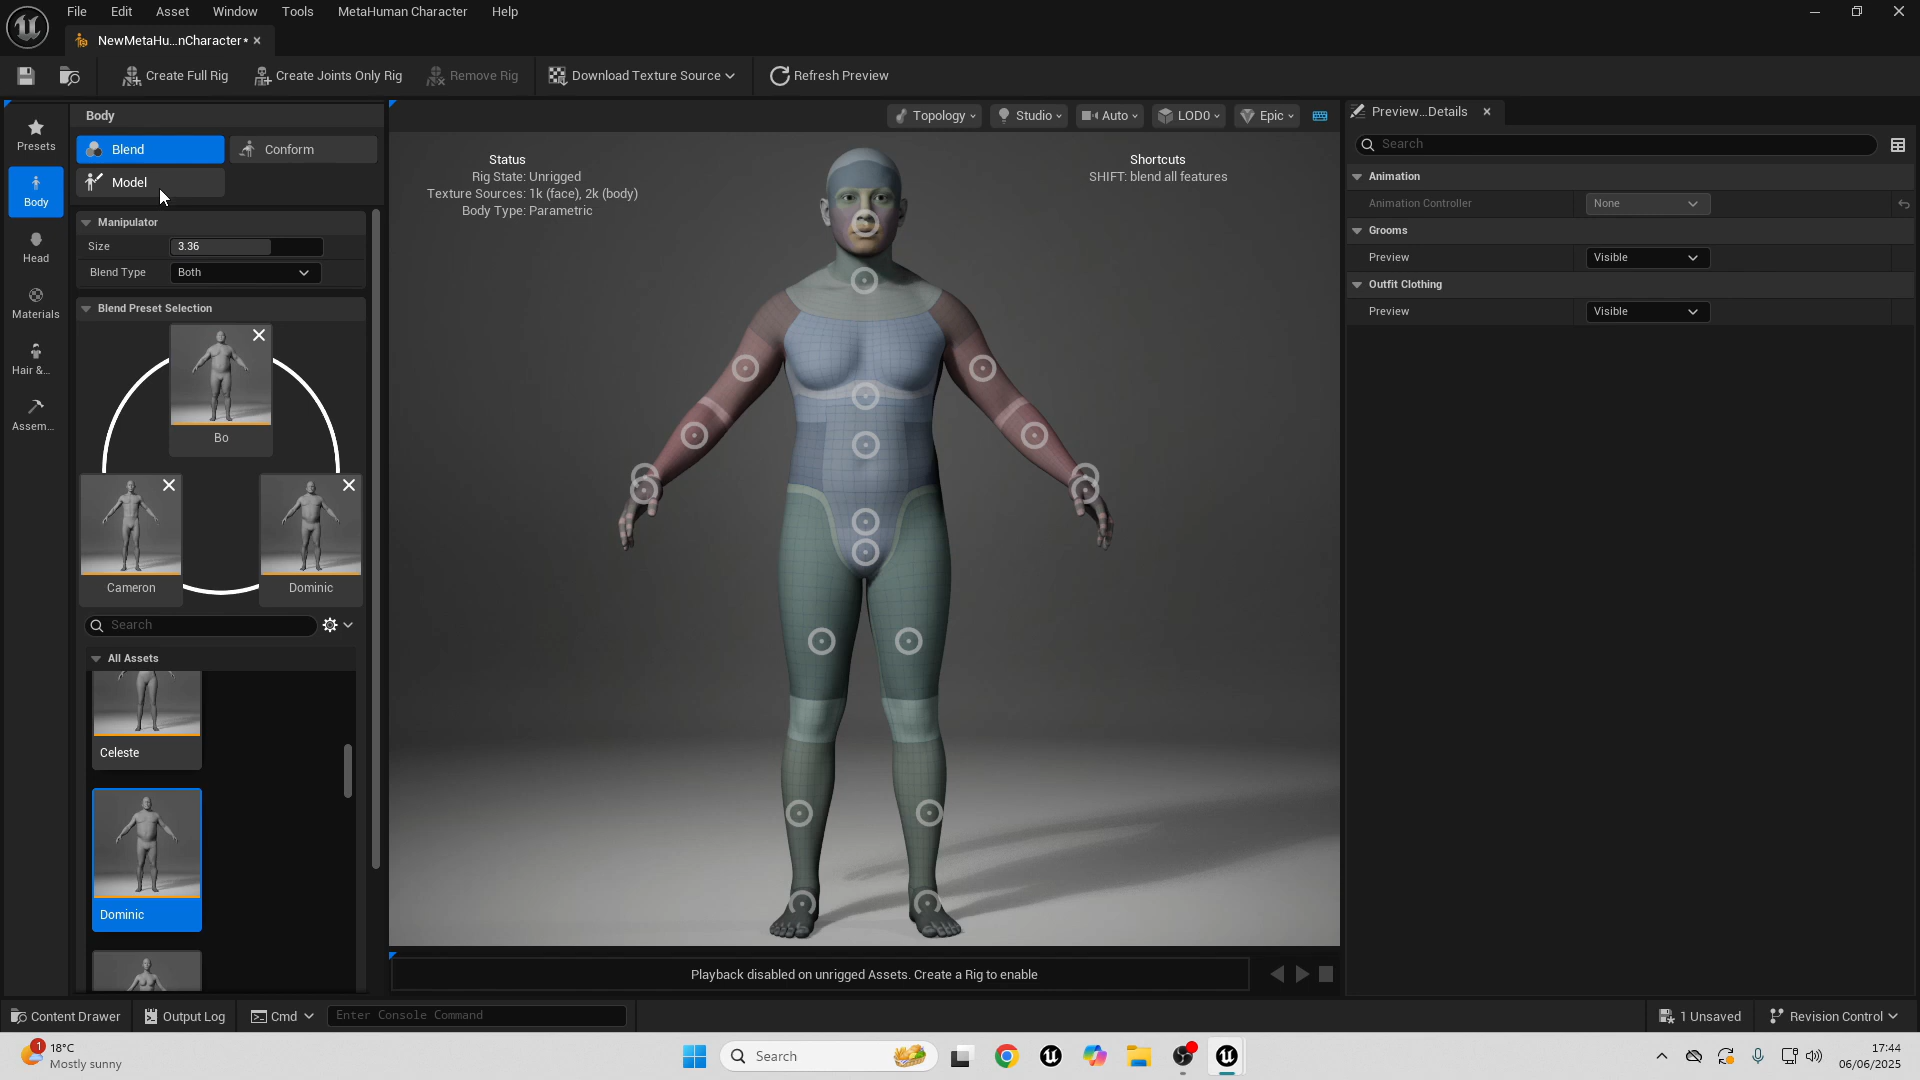 File Edit Asset Window Tools MetaHuman Character Help
NewMetaHu...nCharacter*
Create Full Rig Create Joints Only Rig Remove Rig Download Texture Source Refresh Preview
Presets
Body
Head
Materials
Hair &...
Assem...
Body
Blend Conform
Model
Manipulator
Size 3.36
Blend Type Both
Blend Preset Selection
Bo
Cameron Dominic
Search
All Assets
Celeste
Dominic
Topology Studio Auto LOD0 Epic
Status
Rig State: Unrigged
Texture Sources: 1k (face), 2k (body)
Body Type: Parametric
Shortcuts
SHIFT: blend all features
Playback disabled on unrigged Assets. Create a Rig to enable
Preview...Details
Search
Animation
Animation Controller None
Grooms
Preview Visible
Outfit Clothing
Preview Visible
Content Drawer Output Log Cmd Enter Console Command 1 Unsaved Revision Control
1
18°C
Mostly sunny
Search
17:44
06/06/2025